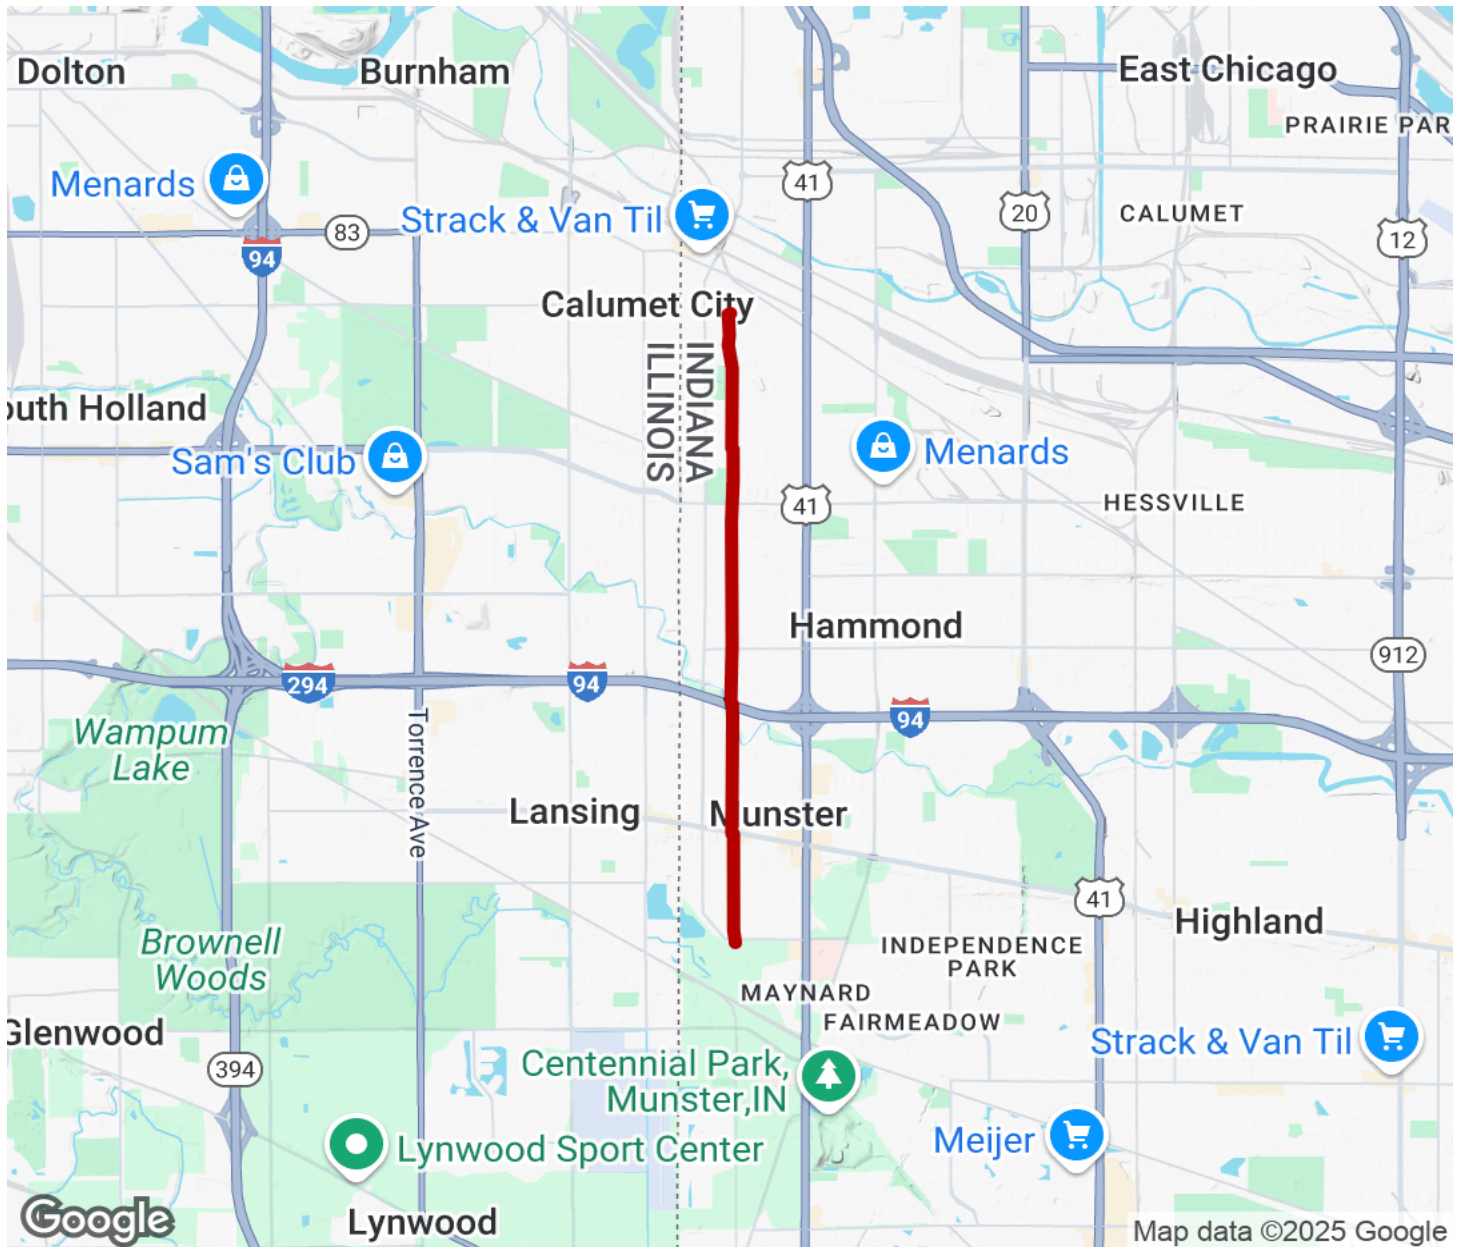 Dolton
Burnham
East Chicago
PRAIRIE PAR
Menards
41
Strack & Van Til
20
CALUMET
83
12
94
Calumet City
INDIANA
ILLINOIS
outh Holland
Sam's Club
Menards
41
HESSVILLE
Hammond
912
294
94
94
Wampum
Lake
Torrence Ave
Lansing
Munster
41
Highland
Brownell
Woods
INDEPENDENCE
PARK
MAYNARD
FAIRMEADOW
Glenwood
Strack & Van Til
394
Centennial Park,
Munster,IN
Meijer
Lynwood Sport Center
Lynwood
Google
Map data ©2025 Google